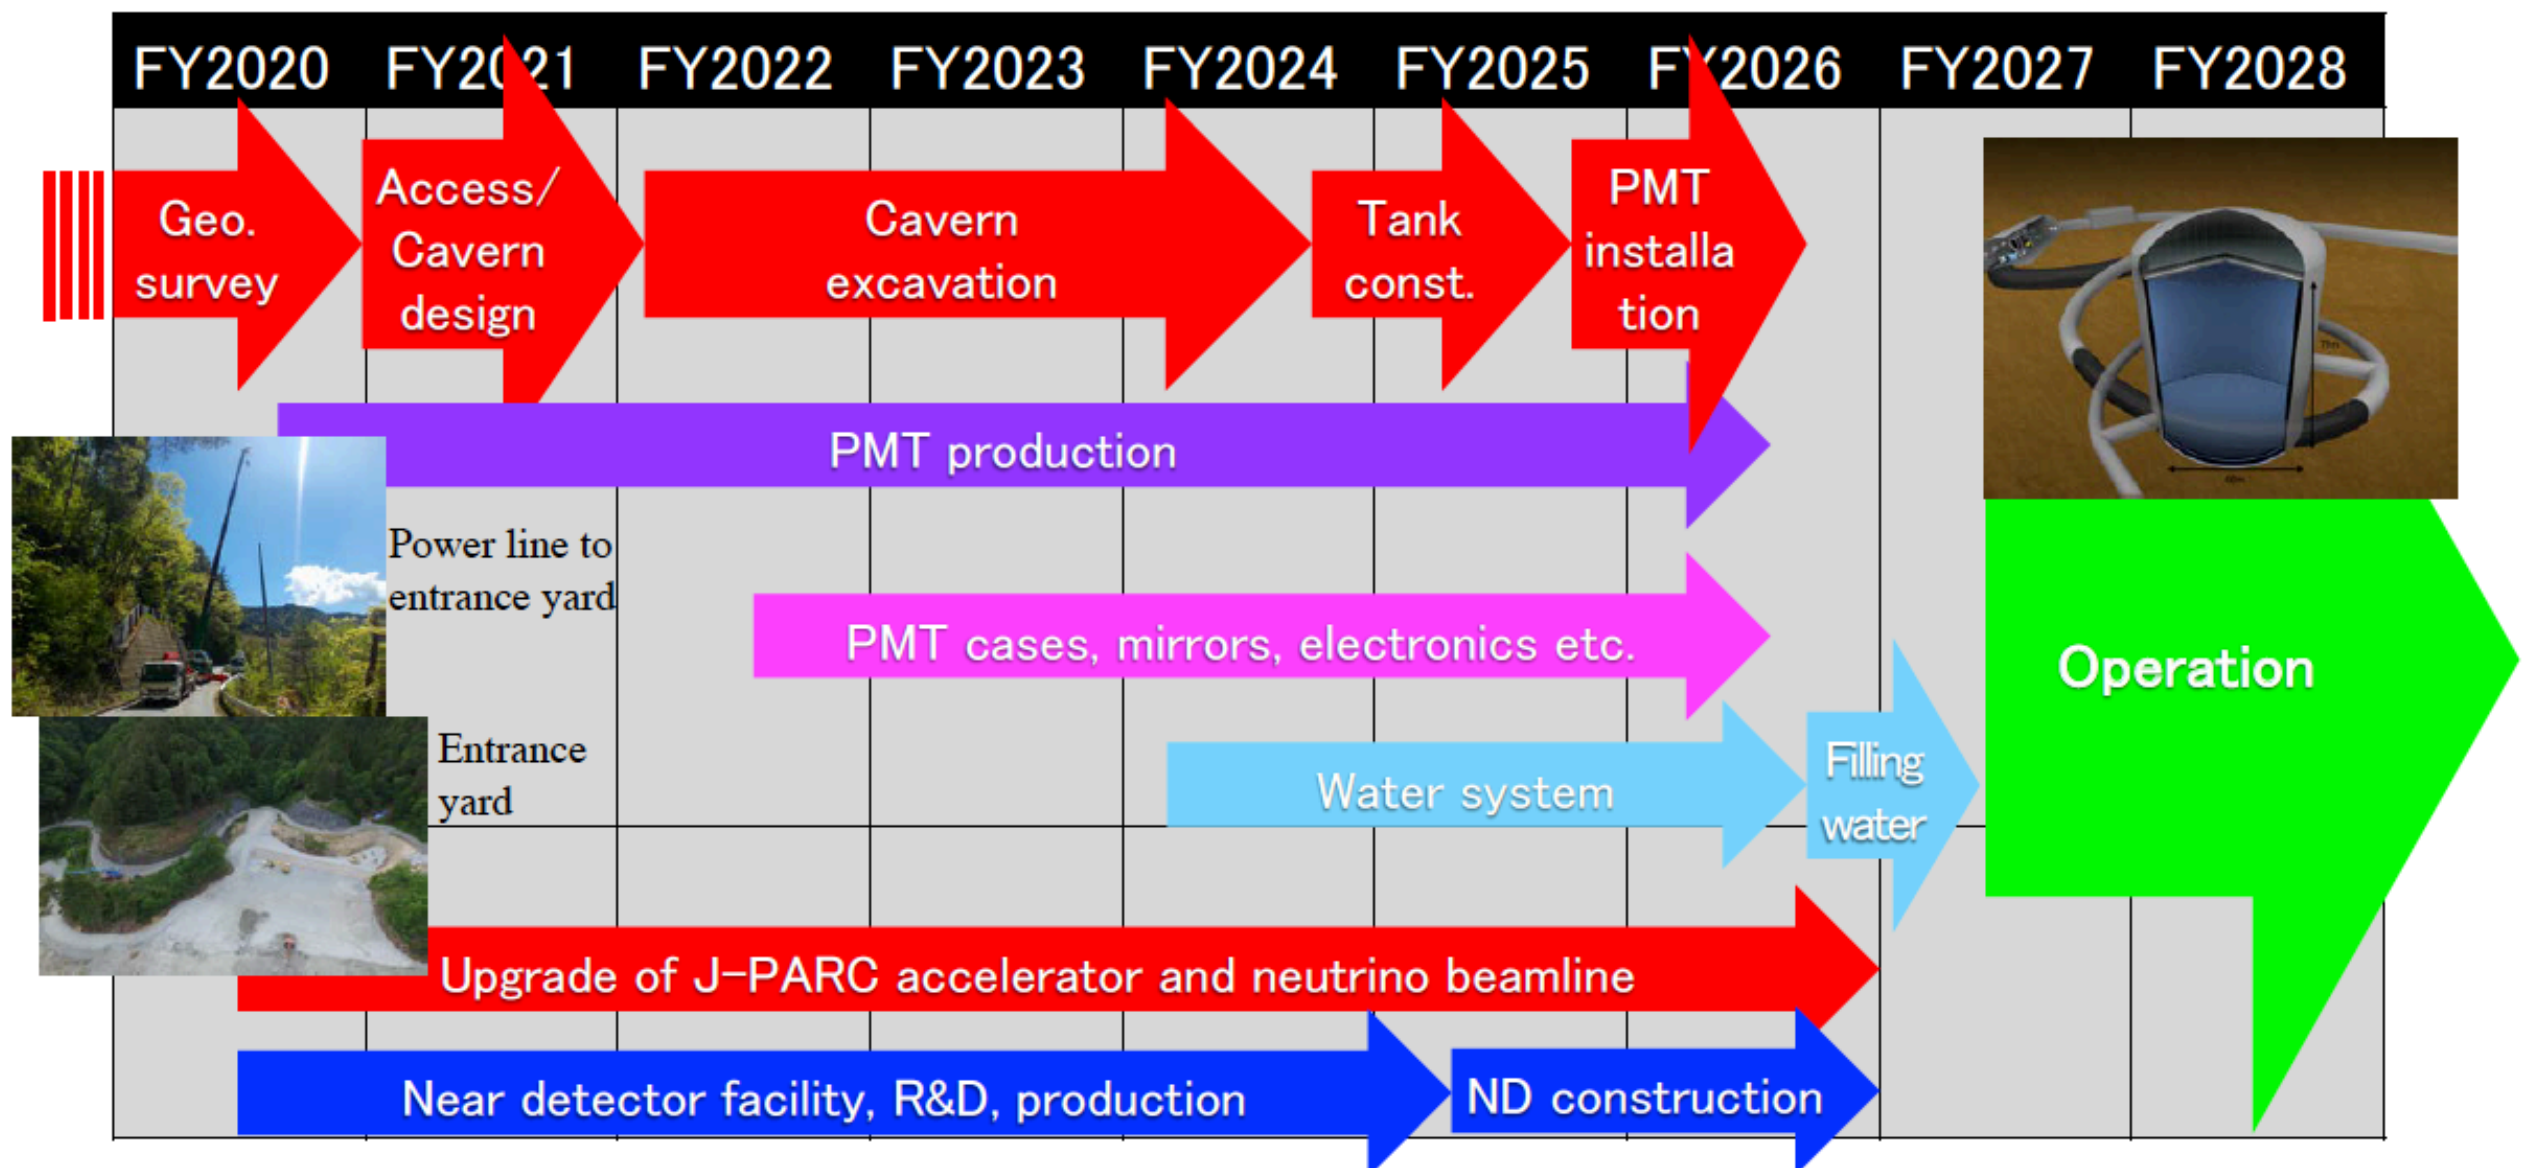 FY2020 FY2021 FY2022 FY2023 FY2024 FY2025 FY2026 FY2027 FY2028
Geo.
survey
Access/
Cavern
design
Cavern
excavation
Tank
const.
PMT
installa
tion
PMT production
Power line to
entrance yard
PMT cases, mirrors, electronics etc.
Operation
Entrance
yard
Water system
Filling
water
Upgrade of J-PARC accelerator and neutrino beamline
Near detector facility, R&D, production
ND construction